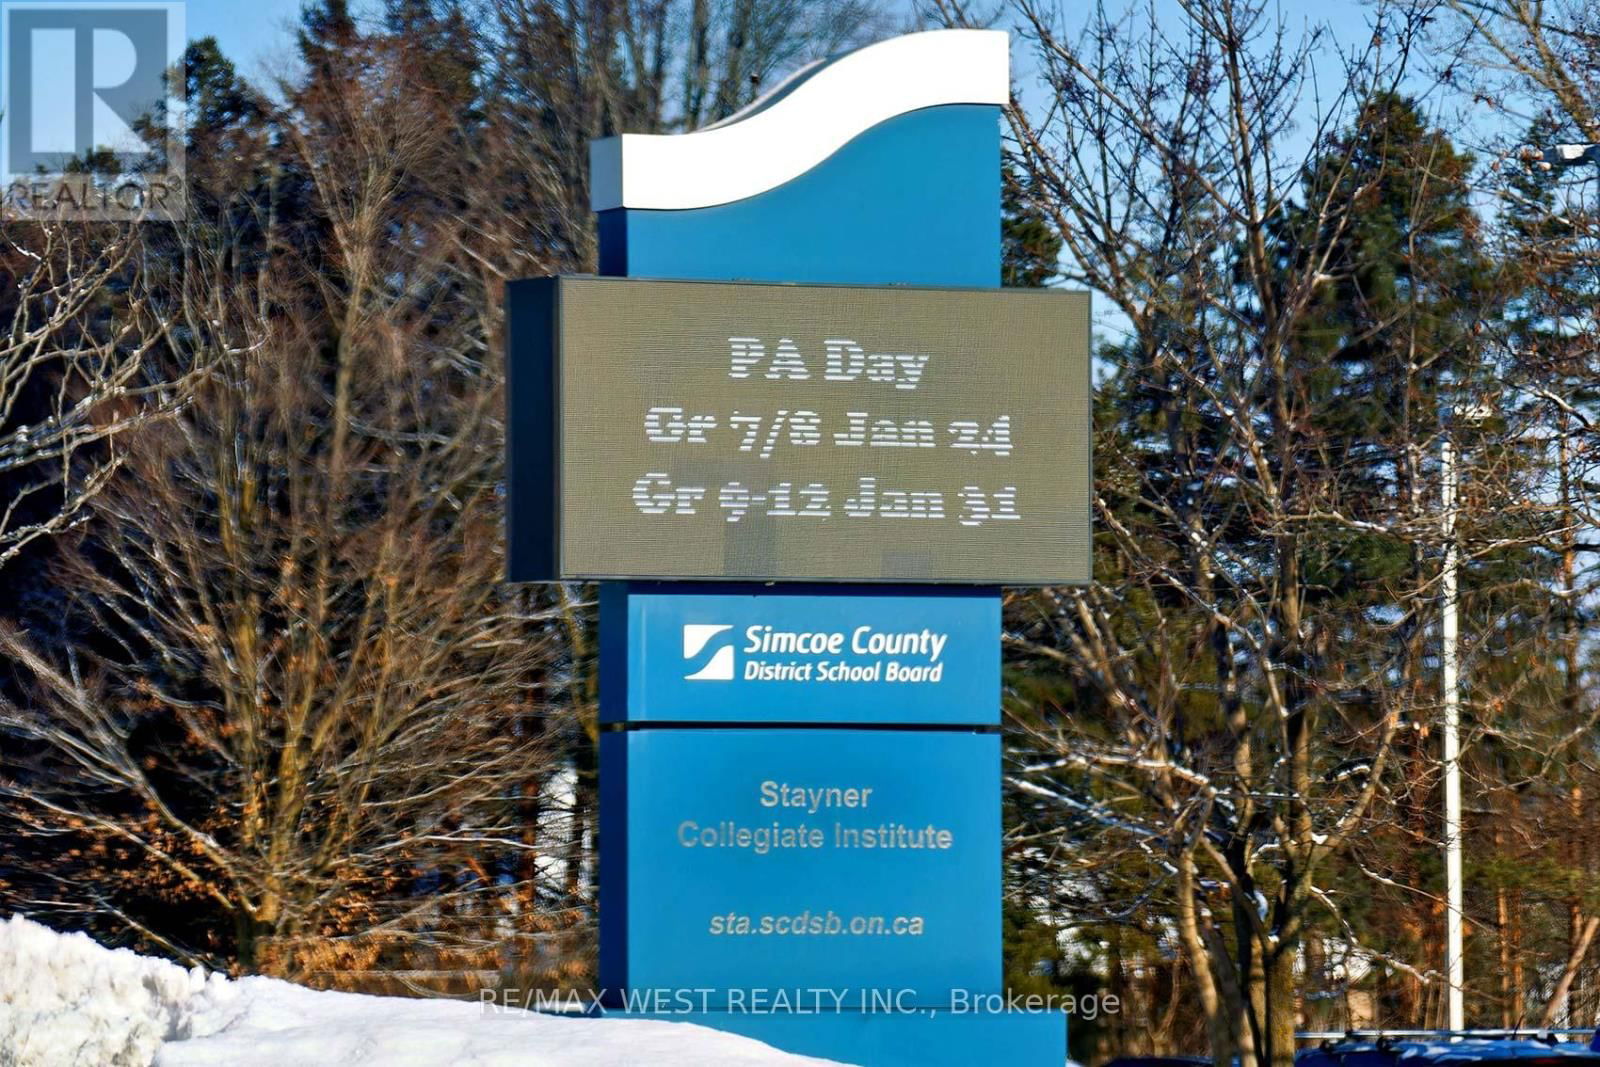 REALTOR®
PA Day
Gr 7/8 Jan 24
Gr 9-12 Jan 31
Simcoe County
District School Board
Stayner
Collegiate Institute
sta.scdsb.on.ca
RE/MAX WEST REALTY INC., Brokerage